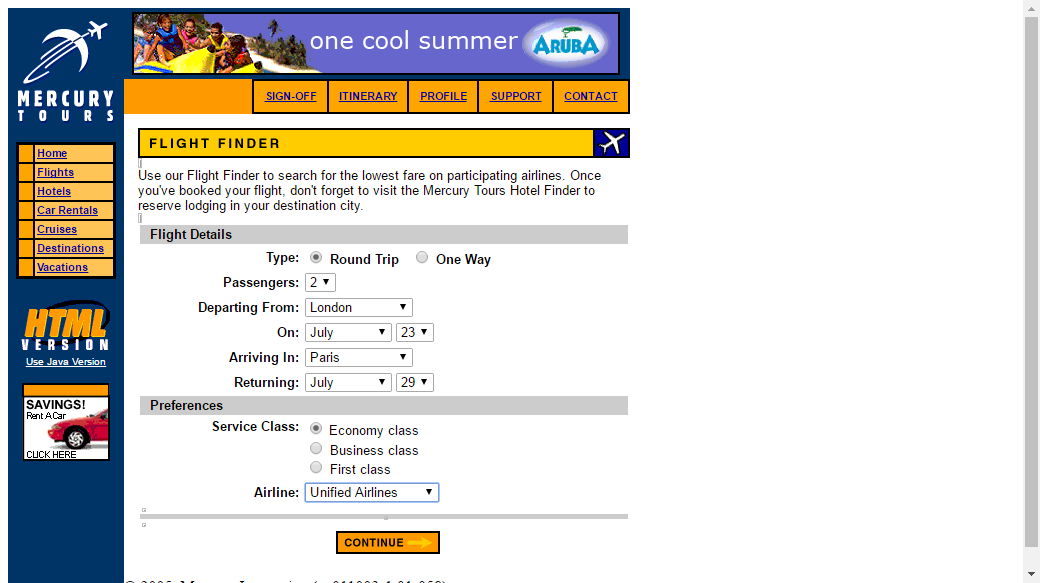 one cool summer ARUBA
MERCURY
TOURS
SIGN-OFF ITINERARY PROFILE SUPPORT CONTACT
Home
Flights
Hotels
Car Rentals
Cruises
Destinations
Vacations
HTML
VERSION
Use Java Version
SAVINGS!
Rent A Car
CLICK HERE
FLIGHT FINDER
Use our Flight Finder to search for the lowest fare on participating airlines. Once
you've booked your flight, don't forget to visit the Mercury Tours Hotel Finder to
reserve lodging in your destination city.
Flight Details
Type: Round Trip One Way
Passengers: 2
Departing From: London
On: July 23
Arriving In: Paris
Returning: July 29
Preferences
Service Class: Economy class
Business class
First class
Airline: Unified Airlines
CONTINUE